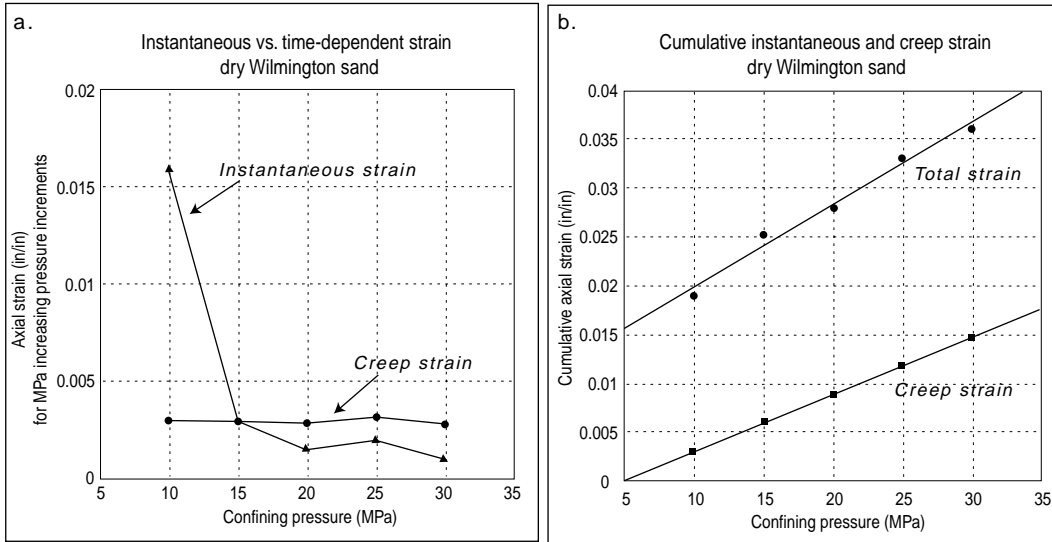 a.
Instantaneous vs. time-dependent strain
dry Wilmington sand
Axial strain (in/in)
for MPa increasing pressure increments
0.02
0.015
0.01
0.005
0
Instantaneous strain
Creep strain
5 10 15 20 25 30 35
Confining pressure (MPa)
b.
Cumulative instantaneous and creep strain
dry Wilmington sand
Cumulative axial strain (in/in)
0.04
0.035
0.03
0.025
0.02
0.015
0.01
0.005
0
Total strain
Creep strain
5 10 15 20 25 30 35
Confining pressure (MPa)